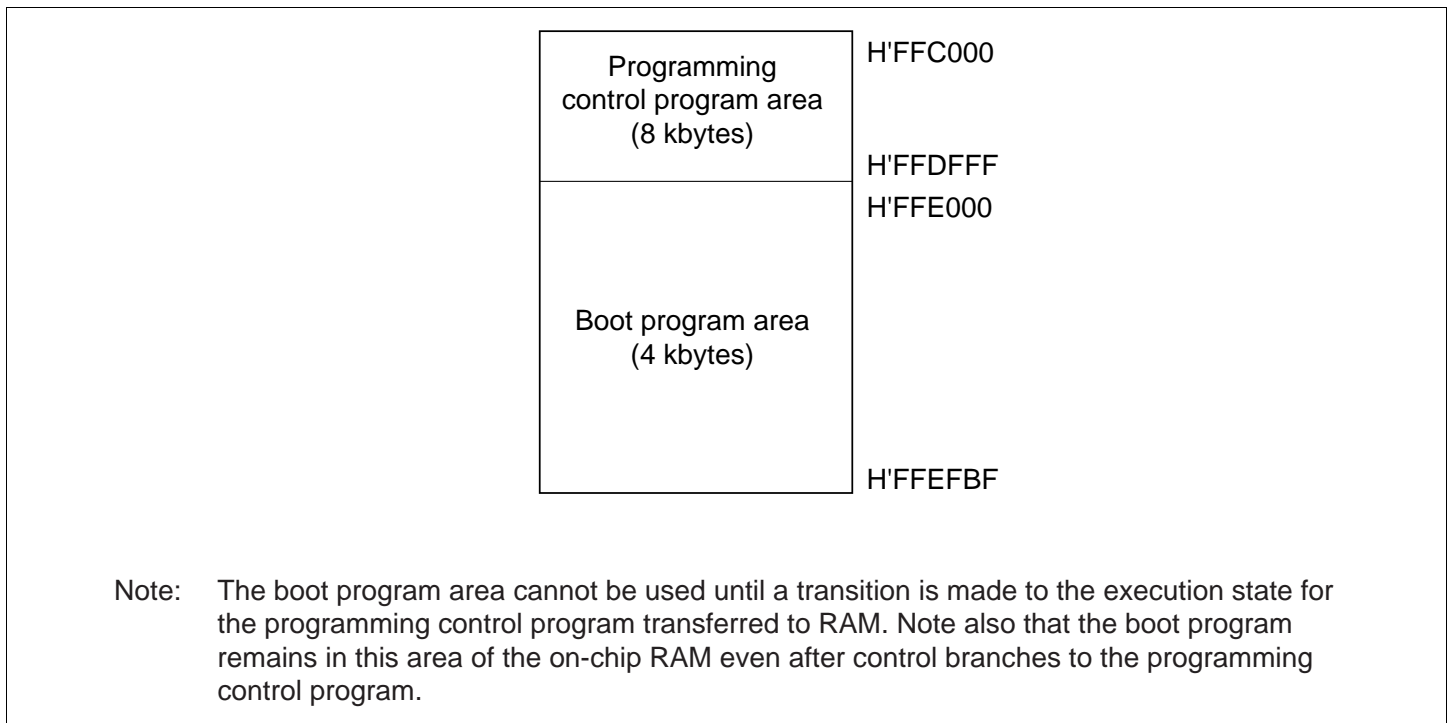 Programming
control program area
(8 kbytes)
H'FFC000
H'FFDFFF
H'FFE000
Boot program area
(4 kbytes)
H'FFEFBF
Note: The boot program area cannot be used until a transition is made to the execution state for
the programming control program transferred to RAM. Note also that the boot program
remains in this area of the on-chip RAM even after control branches to the programming
control program.